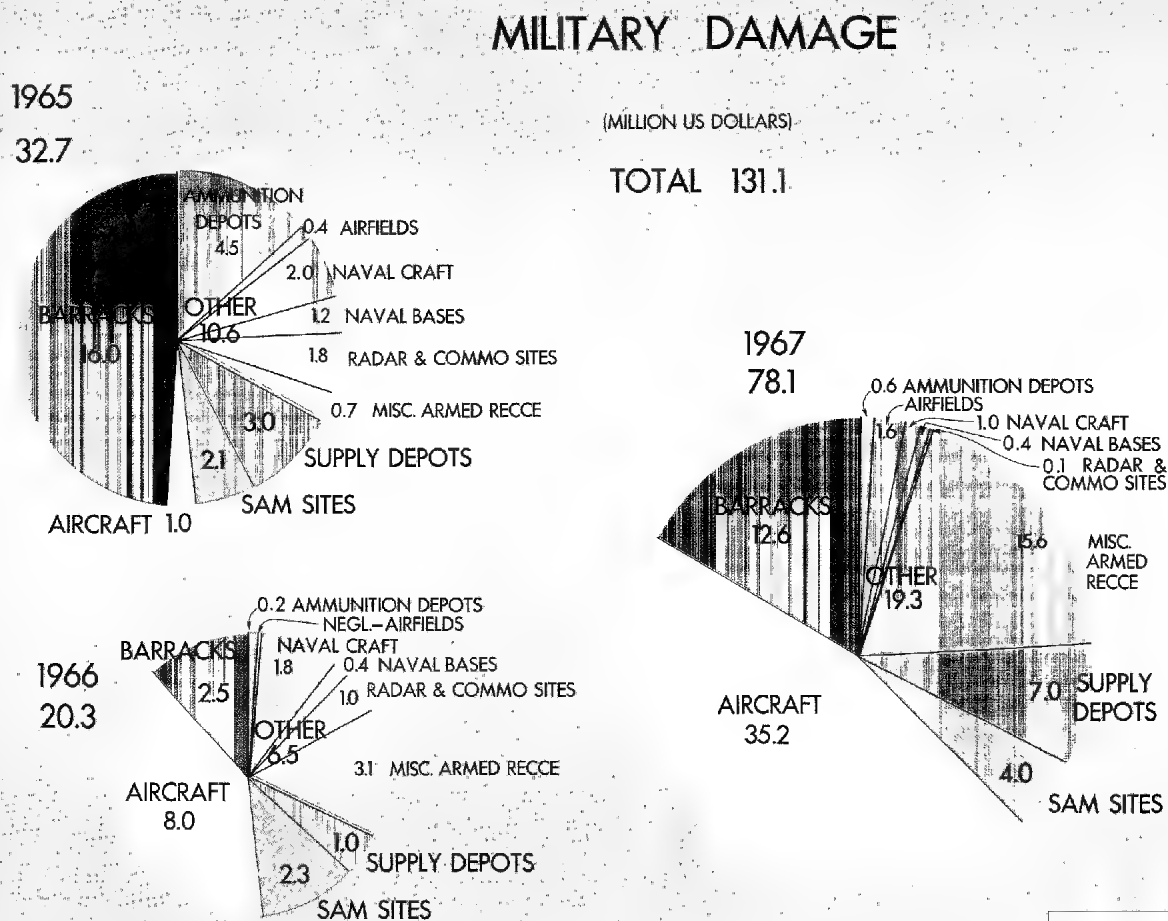 MILITARY DAMAGE
(MILLION US DOLLARS)
TOTAL 131.1
1965
32.7
AMMUNITION
DEPOTS
4.5
0.4 AIRFIELDS
2.0 NAVAL CRAFT
OTHER
10.6
1.2 NAVAL BASES
1.8 RADAR & COMMO SITES
0.7 MISC. ARMED RECCE
3.0
SUPPLY DEPOTS
2.1
SAM SITES
AIRCRAFT 1.0
BARRACKS
16.0
1966
20.3
0.2 AMMUNITION DEPOTS
NEGL.-AIRFIELDS
NAVAL CRAFT
1.8
0.4 NAVAL BASES
1.0 RADAR & COMMO SITES
OTHER
6.5
3.1 MISC. ARMED RECCE
1.0
SUPPLY DEPOTS
2.3
SAM SITES
AIRCRAFT
8.0
BARRACKS
2.5
1967
78.1
0.6 AMMUNITION DEPOTS
AIRFIELDS
1.6
1.0 NAVAL CRAFT
0.4 NAVAL BASES
0.1 RADAR &
COMMO SITES
15.6
MISC.
ARMED
RECCE
OTHER
19.3
7.0 SUPPLY
DEPOTS
4.0
SAM SITES
AIRCRAFT
35.2
BARRACKS
12.6